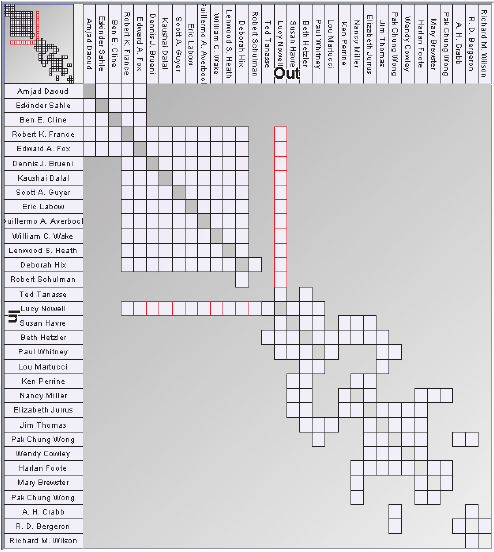 Amjad Daoud
Eskinder Sahle
Ben E. Cline
Robert K. France
Edward A. Fox
Dennis J. Brueni
Kaushal Dalal
Scott A. Guyer
Eric Labow
uillermo A. Averboch
William C. Wake
Lenwood S. Heath
Deborah Hix
Robert Schulman
Ted Tanasse
Lucy Nowell
Susan Havre
Beth Hetzler
Paul Whitney
Lou Martucci
Ken Perrine
Nancy Miller
Elizabeth Jurrus
Jim Thomas
Pak Chung Wong
Wendy Cowley
Harlan Foote
Mary Brewster
Pak Chung Wong
A. H. Crabb
R. D. Bergeron
Richard M. Wilson
Out
Amjad Daoud
Eskinder Sahle
Ben E. Cline
Robert K. France
Edward A. Fox
Dennis J. Brueni
Kaushal Dalal
Scott A. Guyer
Eric Labow
uillermo A. Averboch
William C. Wake
Lenwood S. Heath
Deborah Hix
Robert Schulman
Ted Tanasse
Lucy Nowell
In
Susan Havre
Beth Hetzler
Paul Whitney
Lou Martucci
Ken Perrine
Nancy Miller
Elizabeth Jurrus
Jim Thomas
Pak Chung Wong
Wendy Cowley
Harlan Foote
Mary Brewster
Pak Chung Wong
A. H. Crabb
R. D. Bergeron
Richard M. Wilson